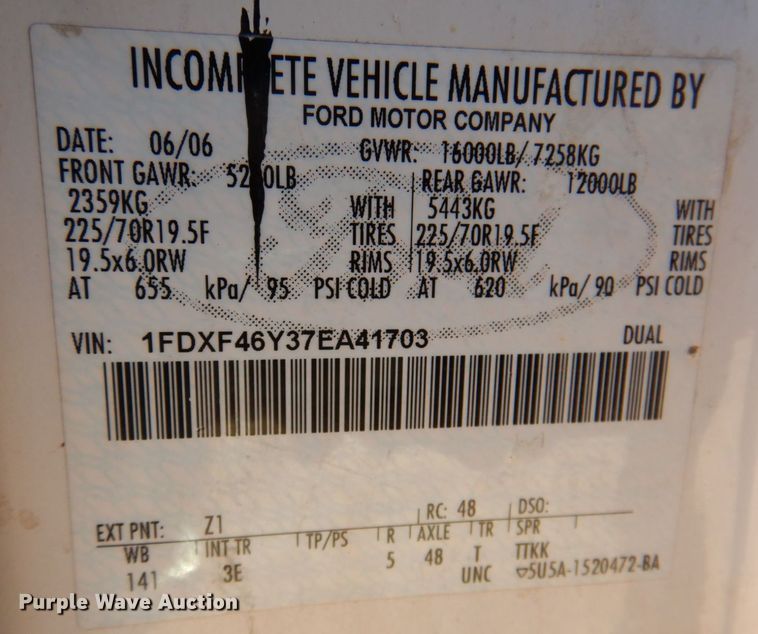 INCOMPLETE VEHICLE MANUFACTURED BY
FORD MOTOR COMPANY
DATE: 06/06 GVWR: 16000LB/ 7258KG
FRONT GAWR: 5200LB REAR GAWR: 12000LB
2359KG WITH 5443KG WITH
225/70R19.5F TIRES 225/70R19.5F TIRES
19.5x6.0RW RIMS 19.5x6.0RW RIMS
AT 655 kPa/ 95 PSI COLD AT 620 kPa/ 90 PSI COLD
VIN: 1FDXF46Y37EA41703 DUAL
EXT PNT: Z1 RC: 48 DSO:
WB INT TR TP/PS R AXLE TR SPR
141 3E 5 48 T TTKK
UNC 5U5A-1520472-BA
Purple Wave Auction